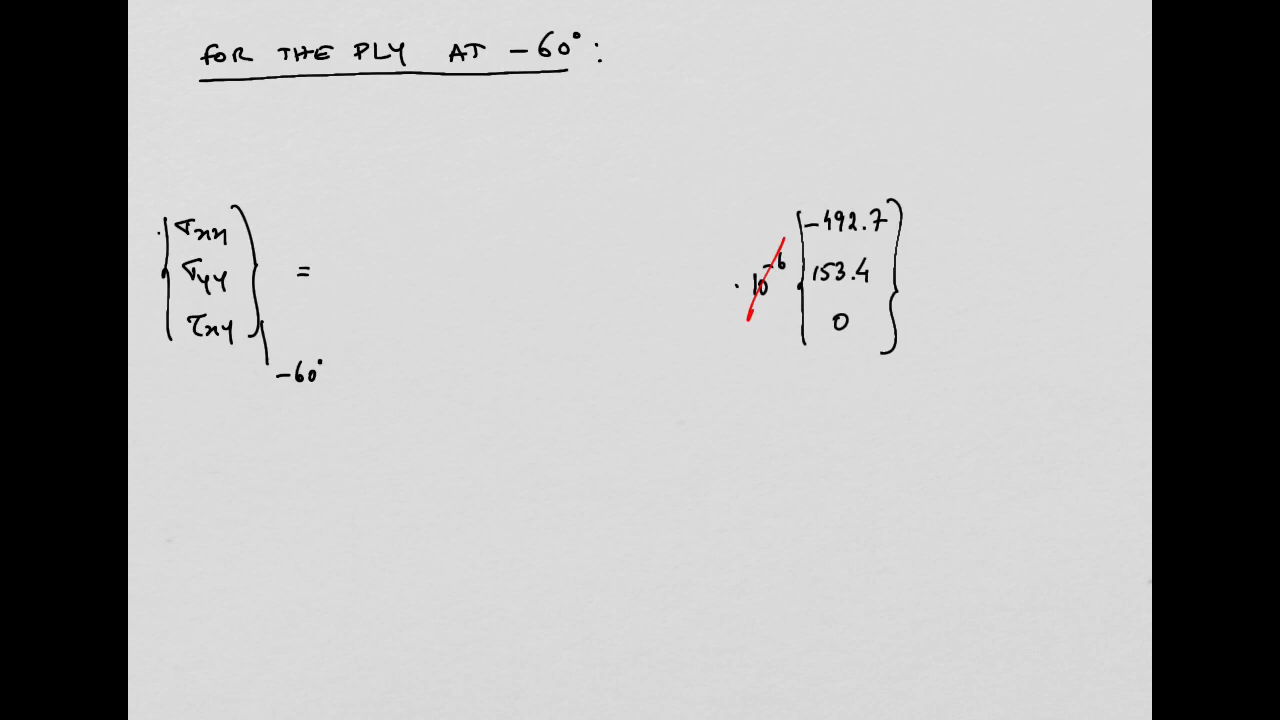 FOR THE PLY AT -60°:
σxx
σyy
τxy
-60°
=
· 10^-6
-492.7
153.4
0